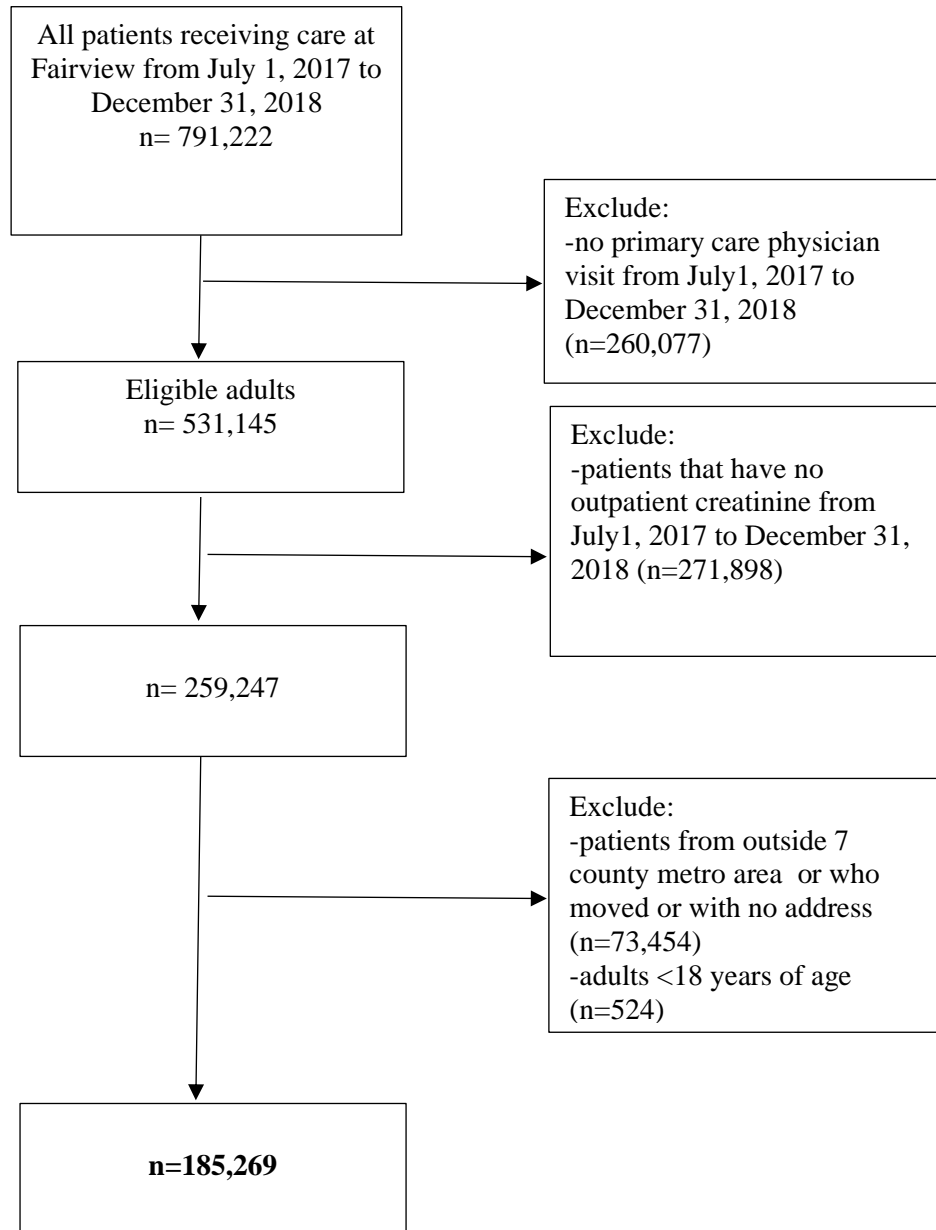 All patients receiving care at
Fairview from July 1, 2017 to
December 31, 2018
n= 791,222
Exclude:
-no primary care physician
visit from July1, 2017 to
December 31, 2018
(n=260,077)
Eligible adults
n= 531,145
Exclude:
-patients that have no
outpatient creatinine from
July1, 2017 to December 31,
2018 (n=271,898)
n= 259,247
Exclude:
-patients from outside 7
county metro area  or who
moved or with no address
(n=73,454)
-adults <18 years of age
(n=524)
n=185,269